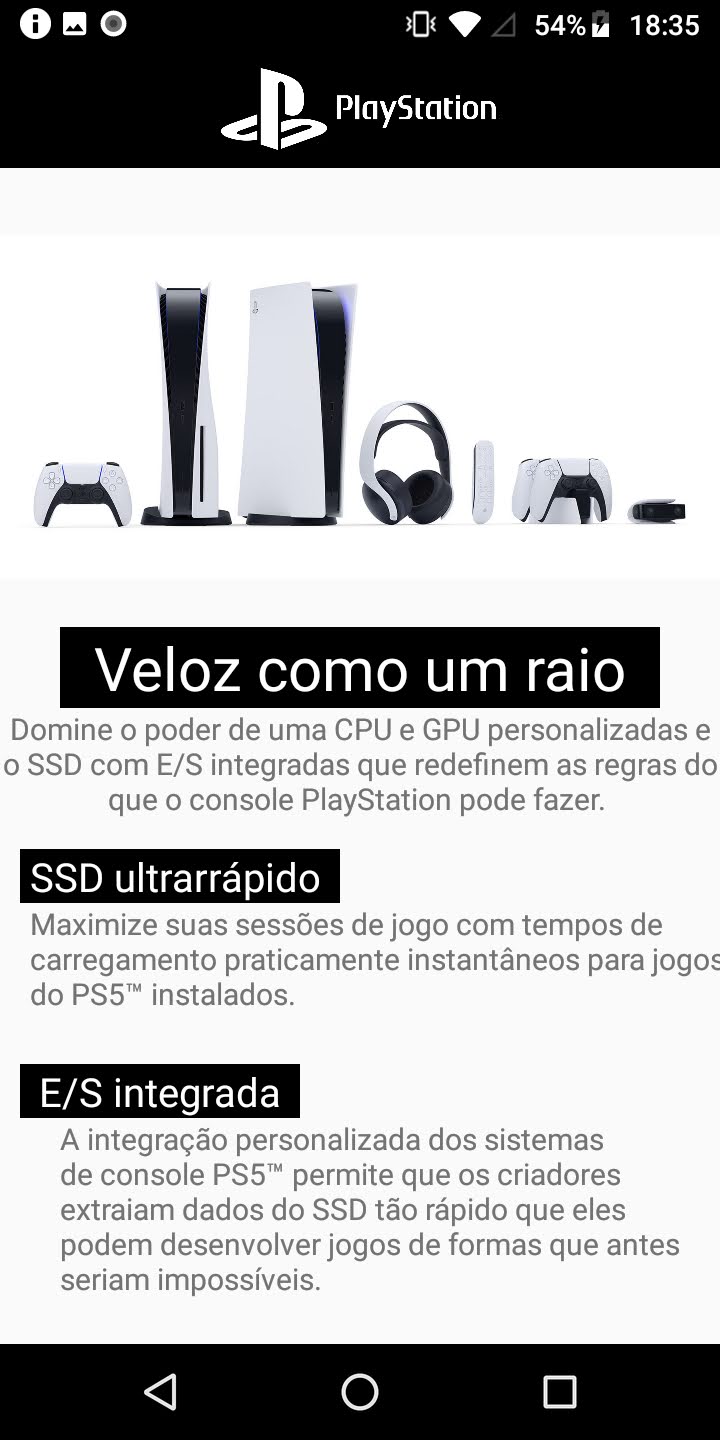 54% 18:35
PlayStation
Veloz como um raio
Domine o poder de uma CPU e GPU personalizadas e
o SSD com E/S integradas que redefinem as regras do
que o console PlayStation pode fazer.
SSD ultrarrápido
Maximize suas sessões de jogo com tempos de
carregamento praticamente instantâneos para jogos
do PS5™ instalados.
E/S integrada
A integração personalizada dos sistemas
de console PS5™ permite que os criadores
extraiam dados do SSD tão rápido que eles
podem desenvolver jogos de formas que antes
seriam impossíveis.